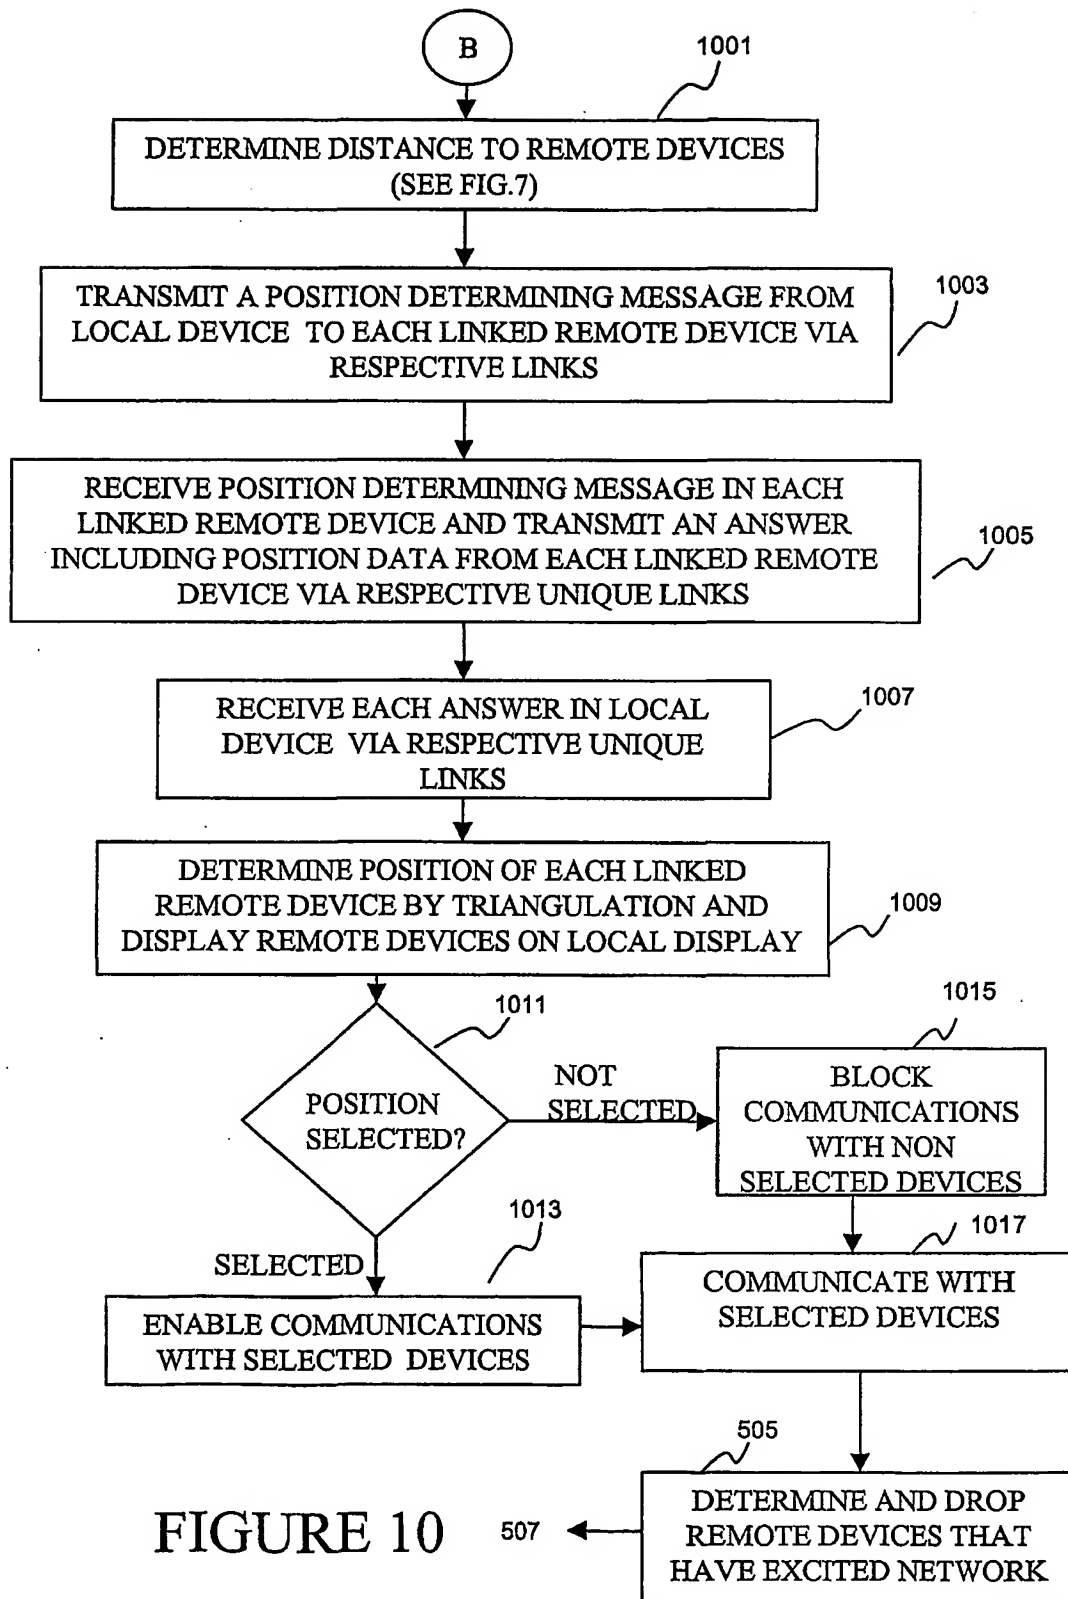 B
1001
DETERMINE DISTANCE TO REMOTE DEVICES
(SEE FIG.7)
TRANSMIT A POSITION DETERMINING MESSAGE FROM
LOCAL DEVICE TO EACH LINKED REMOTE DEVICE VIA
RESPECTIVE LINKS
1003
RECEIVE POSITION DETERMINING MESSAGE IN EACH
LINKED REMOTE DEVICE AND TRANSMIT AN ANSWER
INCLUDING POSITION DATA FROM EACH LINKED REMOTE
DEVICE VIA RESPECTIVE UNIQUE LINKS
1005
RECEIVE EACH ANSWER IN LOCAL
DEVICE VIA RESPECTIVE UNIQUE
LINKS
1007
DETERMINE POSITION OF EACH LINKED
REMOTE DEVICE BY TRIANGULATION AND
DISPLAY REMOTE DEVICES ON LOCAL DISPLAY
1009
1011
POSITION
SELECTED?
NOT
SELECTED
1015
BLOCK
COMMUNICATIONS
WITH NON
SELECTED DEVICES
SELECTED
1013
ENABLE COMMUNICATIONS
WITH SELECTED DEVICES
1017
COMMUNICATE WITH
SELECTED DEVICES
505
DETERMINE AND DROP
REMOTE DEVICES THAT
HAVE EXCITED NETWORK
507
FIGURE 10